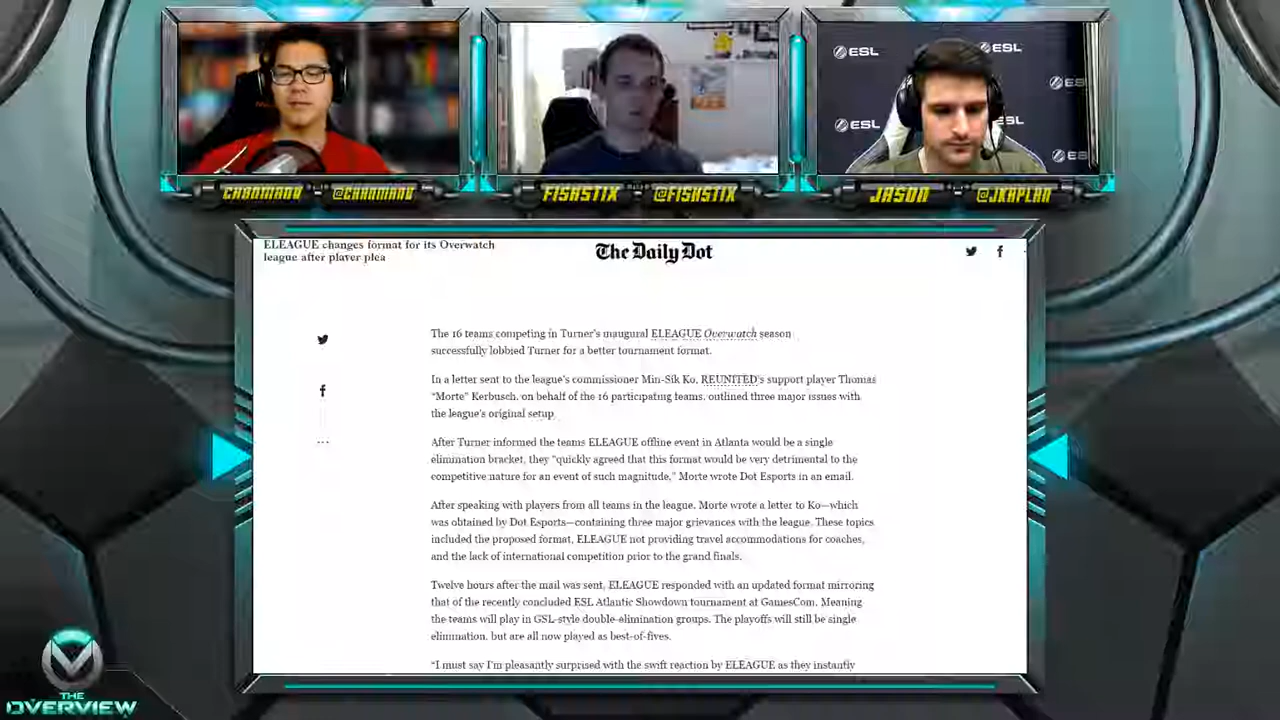 ESL
ESL
ESL
ESL
ESL
ESL
CHANMANV
@CHANMANV
FISHSTIX
@FISHSTIX
JASON
@JKAPLAN
ELEAGUE changes format for its Overwatch
league after player plea
The Daily Dot
The 16 teams competing in Turner's inaugural ELEAGUE Overwatch season
successfully lobbied Turner for a better tournament format.
In a letter sent to the league's commissioner Min-Sik Ko, REUNITED's support player Thomas
"Morte" Kerbusch, on behalf of the 16 participating teams, outlined three major issues with
the league's original setup.
After Turner informed the teams ELEAGUE offline event in Atlanta would be a single
elimination bracket, they "quickly agreed that this format would be very detrimental to the
competitive nature for an event of such magnitude," Morte wrote Dot Esports in an email.
After speaking with players from all teams in the league, Morte wrote a letter to Ko—which
was obtained by Dot Esports—containing three major grievances with the league. These topics
included the proposed format, ELEAGUE not providing travel accommodations for coaches,
and the lack of international competition prior to the grand finals.
Twelve hours after the mail was sent, ELEAGUE responded with an updated format mirroring
that of the recently concluded ESL Atlantic Showdown tournament at GamesCom. Meaning
the teams will play in GSL-style double-elimination groups. The playoffs will still be single
elimination, but are all now played as best-of-fives.
"I must say I'm pleasantly surprised with the swift reaction by ELEAGUE as they instantly
THE
OVERVIEW